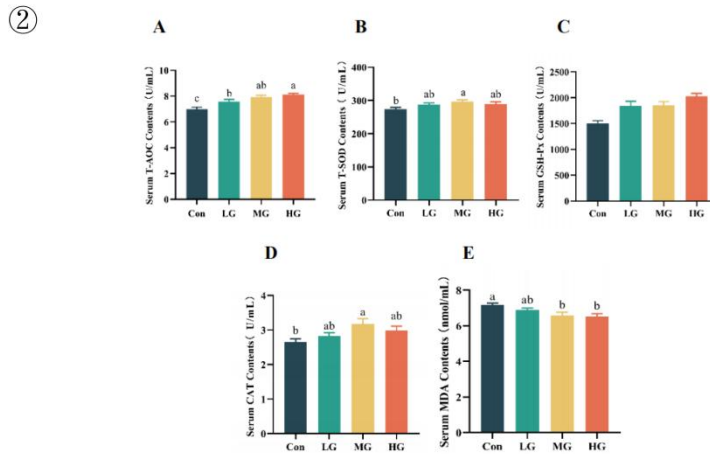 ②
A
B
C
Serum T-AOC Contents (U/mL)
10
8
6
4
2
0
c
b
ab
a
Con LG MG HG
Serum T-SOD Contents ( U/mL)
400
300
200
100
0
b
ab
a
ab
Con LG MG HG
Serum GSH-Px Contents (U/mL)
2500
2000
1500
1000
500
0
Con LG MG HG
D
E
Serum CAT Contents( U/mL)
4
3
2
1
0
b
ab
a
ab
Con LG MG HG
Serum MDA Contents (nmol/mL)
8
6
4
2
0
a
ab
b
b
Con LG MG HG